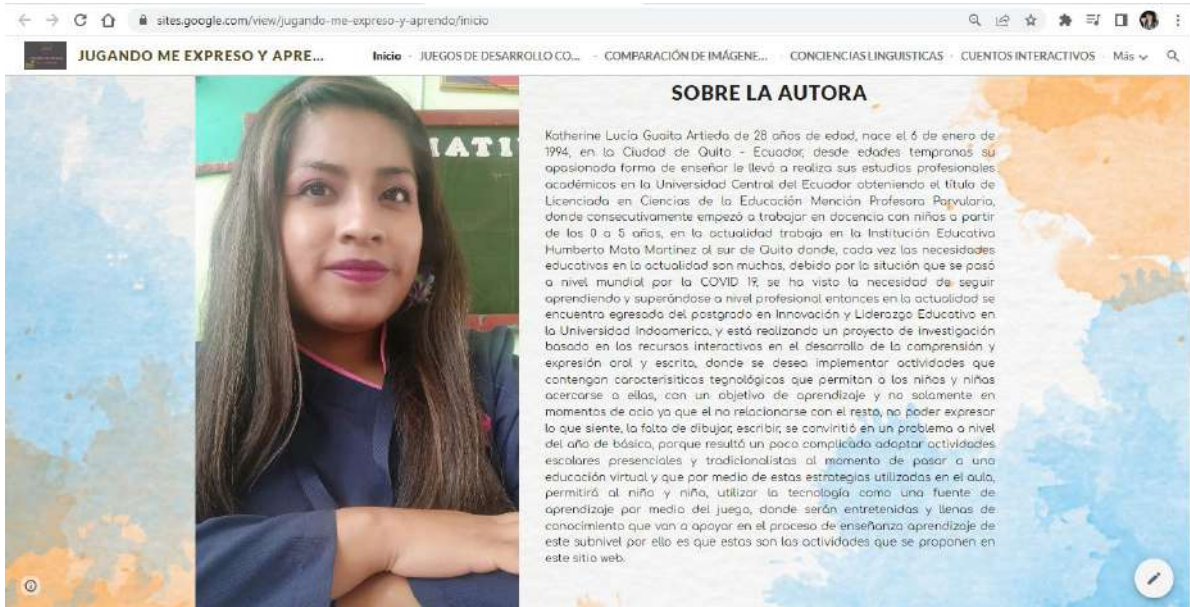 sites.google.com/view/jugando-me-expreso-y-aprendo/inicio
JUGANDO ME EXPRESO Y APRE...
Inicio - JUEGOS DE DESARROLLO CO... - COMPARACIÓN DE IMÁGENE... CONCIENCIAS LINGUISTICAS - CUENTOS INTERACTIVOS Más
MATI
SOBRE LA AUTORA
Katherine Lucía Guaita Artieda de 28 años de edad, nace el 6 de enero de
1994, en la Ciudad de Quito - Ecuador, desde edades tempranas su
apasionada forma de enseñar le llevó a realiza sus estudios profesionales
académicos en la Universidad Central del Ecuador obteniendo el título de
Licenciada en Ciencias de la Educación Mención Profesora Parvularia,
donde consecutivamente empezó a trabajar en docencia con niños a partir
de los 0 a 5 años, en la actualidad trabaja en la Institución Educativa
Humberto Mata Martínez al sur de Quito donde, cada vez las necesidades
educativas en la actualidad son muchas, debido por la situción que se pasó
a nivel mundial por la COVID 19, se ha visto la necesidad de seguir
aprendiendo y superándose a nivel profesional entonces en la actualidad se
encuentra egresada del postgrado en Innovación y Liderazgo Educativo en
la Universidad Indoamerica, y está realizando un proyecto de investigación
basado en los recursos interactivos en el desarrollo de la comprensión y
expresión oral y escrita, donde se desea implementar actividades que
contengan caracterisiticas tegnológicas que permitan a los niños y niñas
acercarse a ellas, con un objetivo de aprendizaje y no solamente en
momentos de ocio ya que el no relacionarse con el resto, no poder expresar
lo que siente, la falta de dibujar, escribir, se conviritió en un problema a nivel
del año de básica, porque resultó un poco complicado adaptar actividades
escolares presenciales y tradicionalistas al momento de pasar a una
educación virtual y que por medio de estas estrategias utilizadas en el aula,
permitirá al niño y niña, utilizar la tecnología como una fuente de
aprendizaje por medio del juego, donde serán entretenidas y llenas de
conocimiento que van a apoyar en el proceso de enseñanza aprendizaje de
este subnivel por ello es que estas son las actividades que se proponen en
este sitio web.